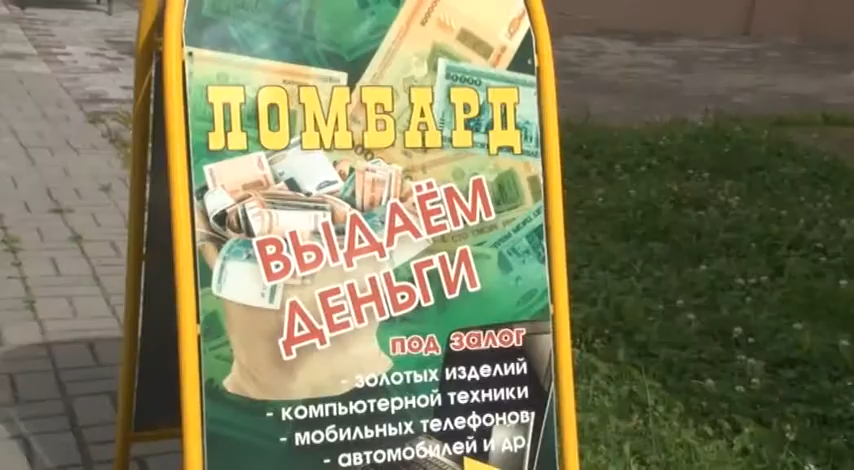 ЛОМБАРД
ВЫДАЁМ
ДЕНЬГИ
под залог
- золотых изделий
- компьютерной техники
- мобильных телефонов
- автомобилей и др